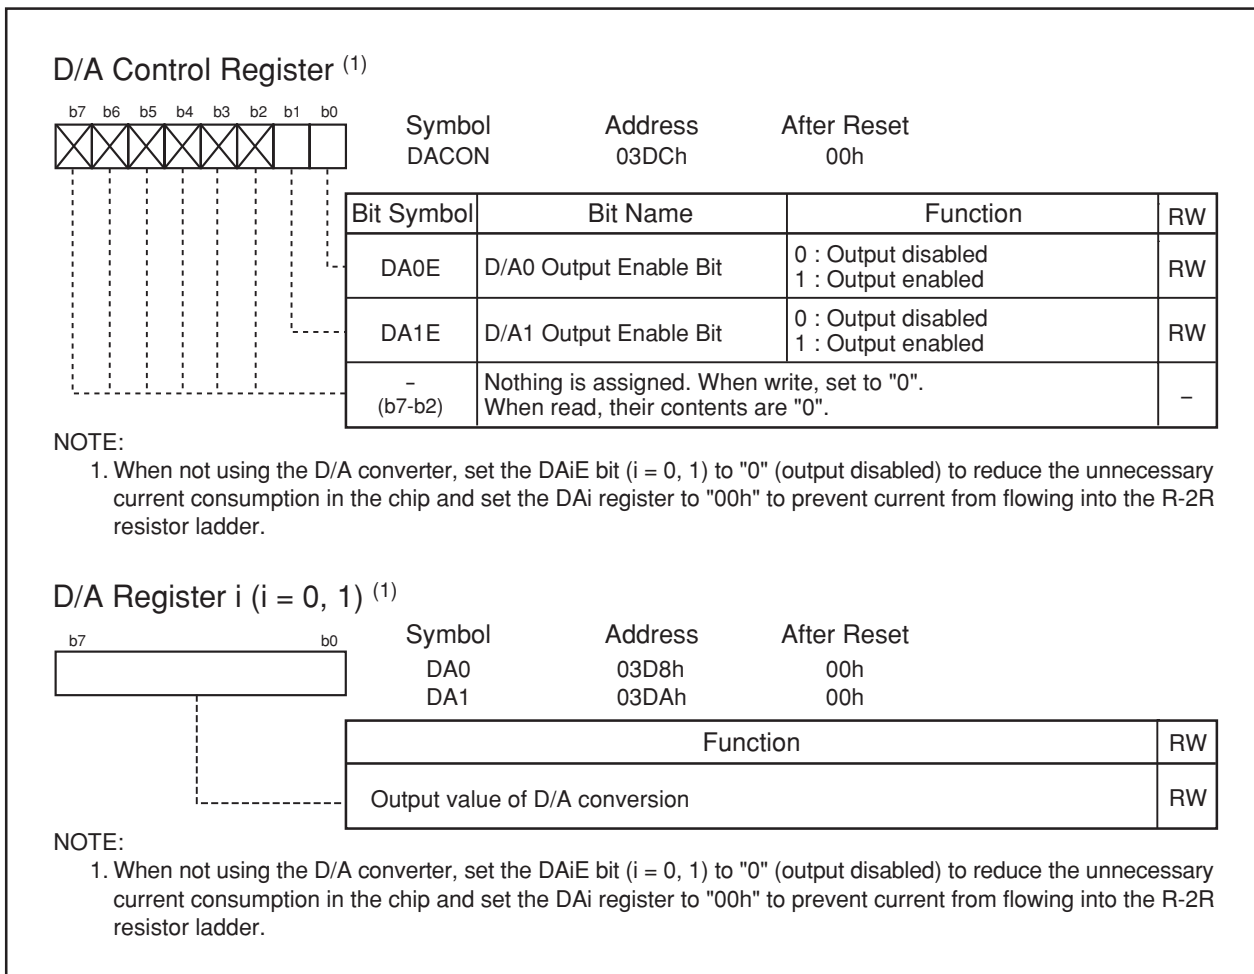 D/A Control Register (1)
b7 b6 b5 b4 b3 b2 b1 b0
Symbol Address After Reset
DACON 03DCh 00h
Bit Symbol Bit Name Function RW
DA0E D/A0 Output Enable Bit 0 : Output disabled RW
1 : Output enabled
DA1E D/A1 Output Enable Bit 0 : Output disabled RW
1 : Output enabled
– Nothing is assigned. When write, set to "0". –
(b7-b2) When read, their contents are "0".
NOTE:
1. When not using the D/A converter, set the DAiE bit (i = 0, 1) to "0" (output disabled) to reduce the unnecessary
current consumption in the chip and set the DAi register to "00h" to prevent current from flowing into the R-2R
resistor ladder.
D/A Register i (i = 0, 1) (1)
b7 b0
Symbol Address After Reset
DA0 03D8h 00h
DA1 03DAh 00h
Function RW
Output value of D/A conversion RW
NOTE:
1. When not using the D/A converter, set the DAiE bit (i = 0, 1) to "0" (output disabled) to reduce the unnecessary
current consumption in the chip and set the DAi register to "00h" to prevent current from flowing into the R-2R
resistor ladder.